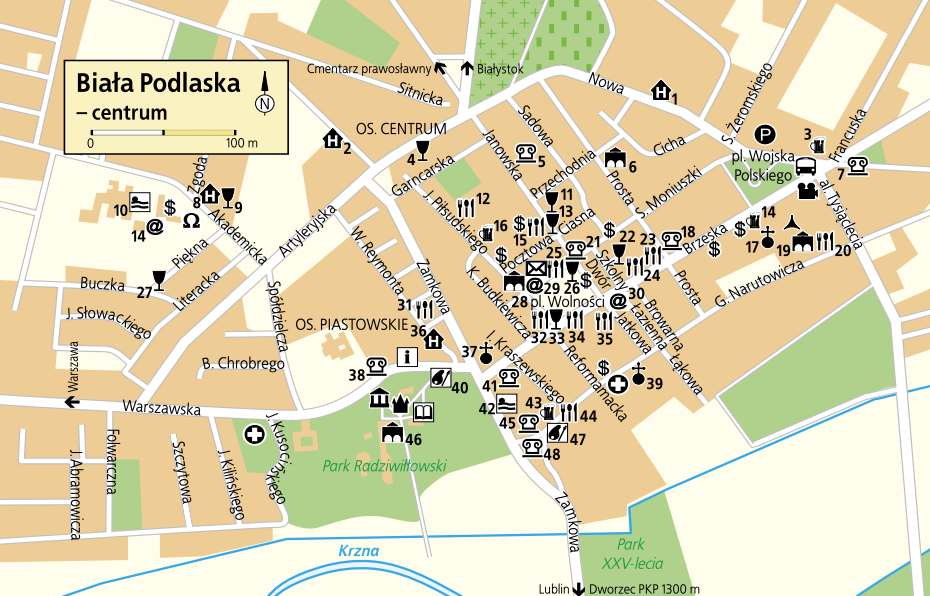 Biała Podlaska
– centrum
N
0
100 m
Cmentarz prawosławny
Białystok
Sitnicka
Nowa
H 1
OS. CENTRUM
H 2
4
Garncarska
Janowska
Sadowa
5
Przechodnia
6
Cicha
Prosta
S. Moniuszki
S. Żeromskiego
P
3
Francuska
pl. Wojska
Polskiego
7
al. Tysiąclecia
Zgoda
H
8
9
10
$
14
@
Ω
Akademicka
Artyleryjska
Piękna
Buczka
27
Literacka
J. Słowackiego
Spółdzielcza
W. Reymonta
J. Piłsudskiego
12
11
13
$
15
16
Ciasna
Pocztowa
$
25
21
$
22
23
18
Brzeska
$
$
14
17
19
20
G. Narutowicza
Szkolny Dwór
24
Prosta
K. Budkiewicza
28
@
29
26
$
pl. Wolności
@
30
Zamkowa
31
36
H
OS. PIASTOWSKIE
32
33
34
35
Jatkowa
Łazienna
Browarna
Łąkowa
B. Chrobrego
Warszawa
37
J. Kraszewskiego
Reformacka
$
39
i
38
40
41
42
43
44
45
47
48
46
Warszawska
J. Kusocińskiego
Park Radziwiłłowski
J. Abramowicza
Folwarczna
Szczytowa
J. Kilińskiego
Krzna
Zamkowa
Park
XXV-lecia
Lublin
Dworzec PKP 1300 m